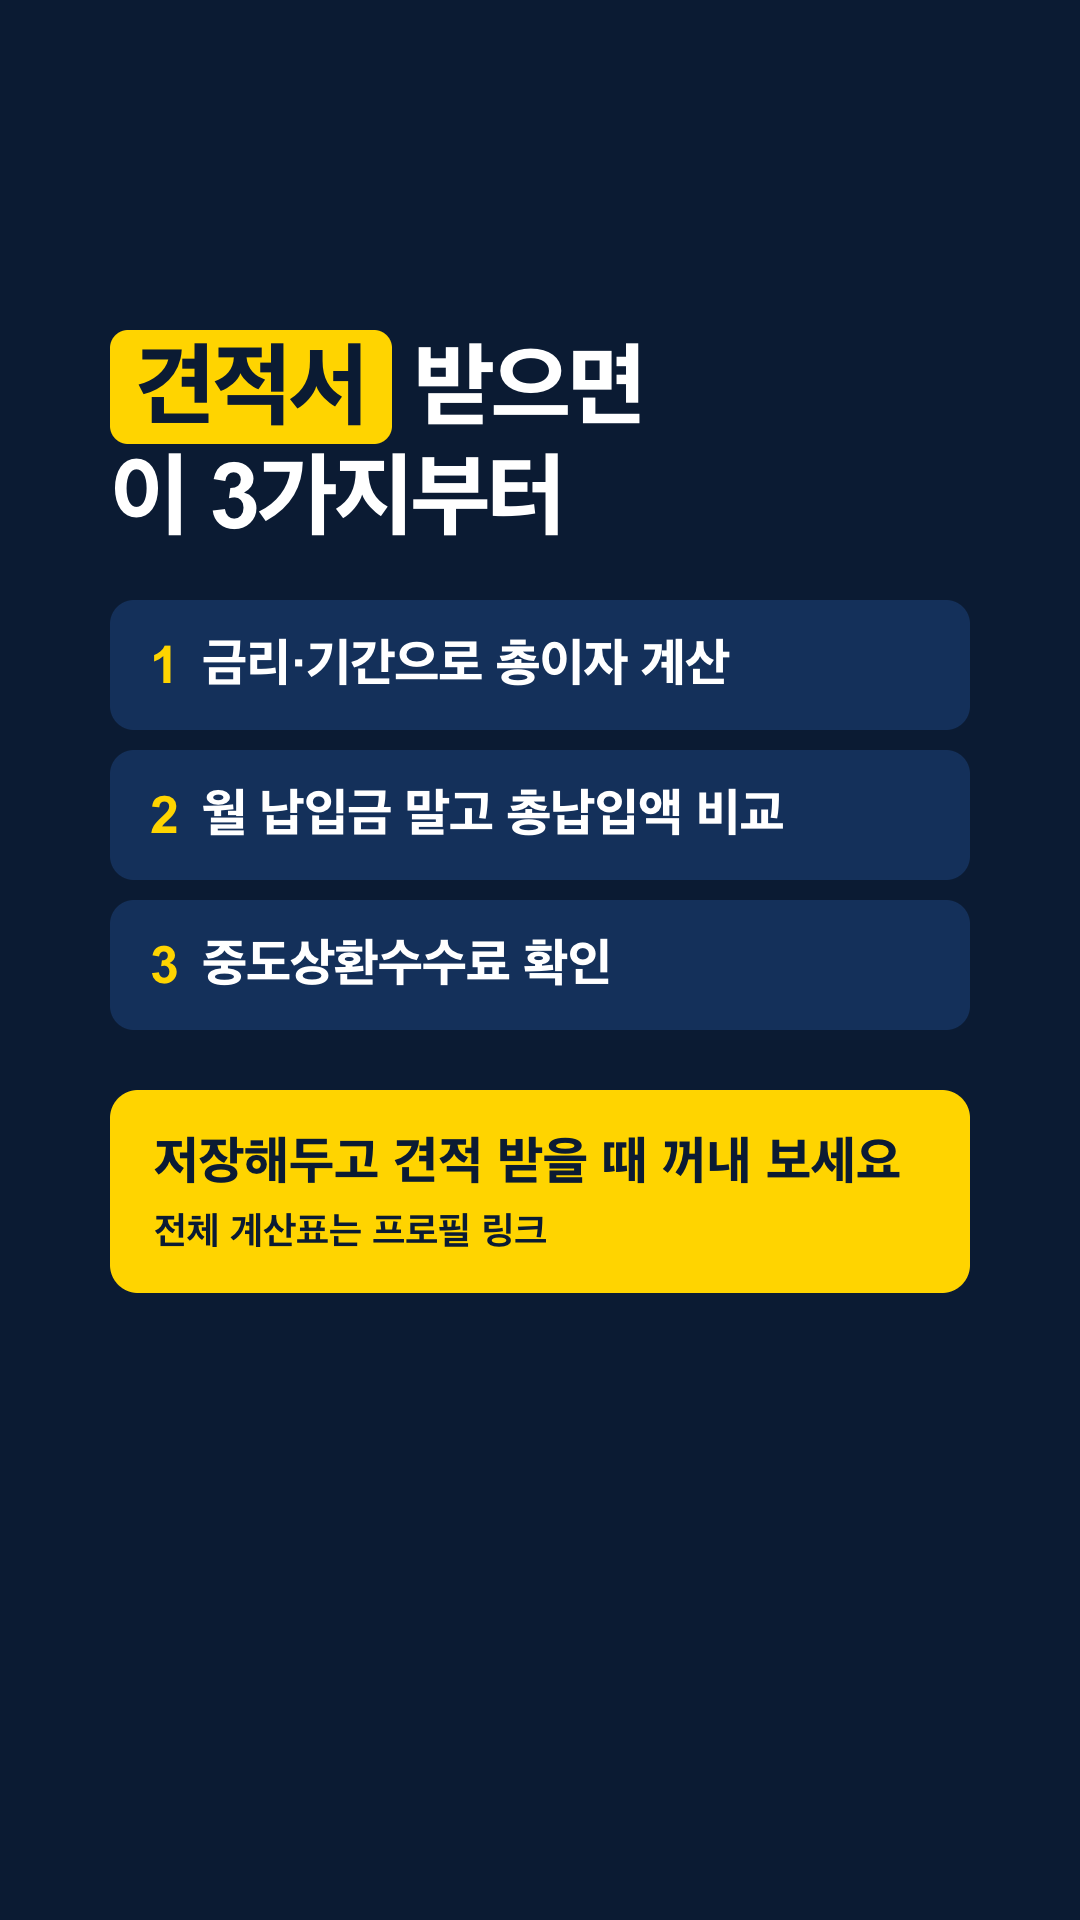 견적서 받으면
이 3가지부터
1 금리·기간으로 총이자 계산
2 월 납입금 말고 총납입액 비교
3 중도상환수수료 확인
저장해두고 견적 받을 때 꺼내 보세요
전체 계산표는 프로필 링크